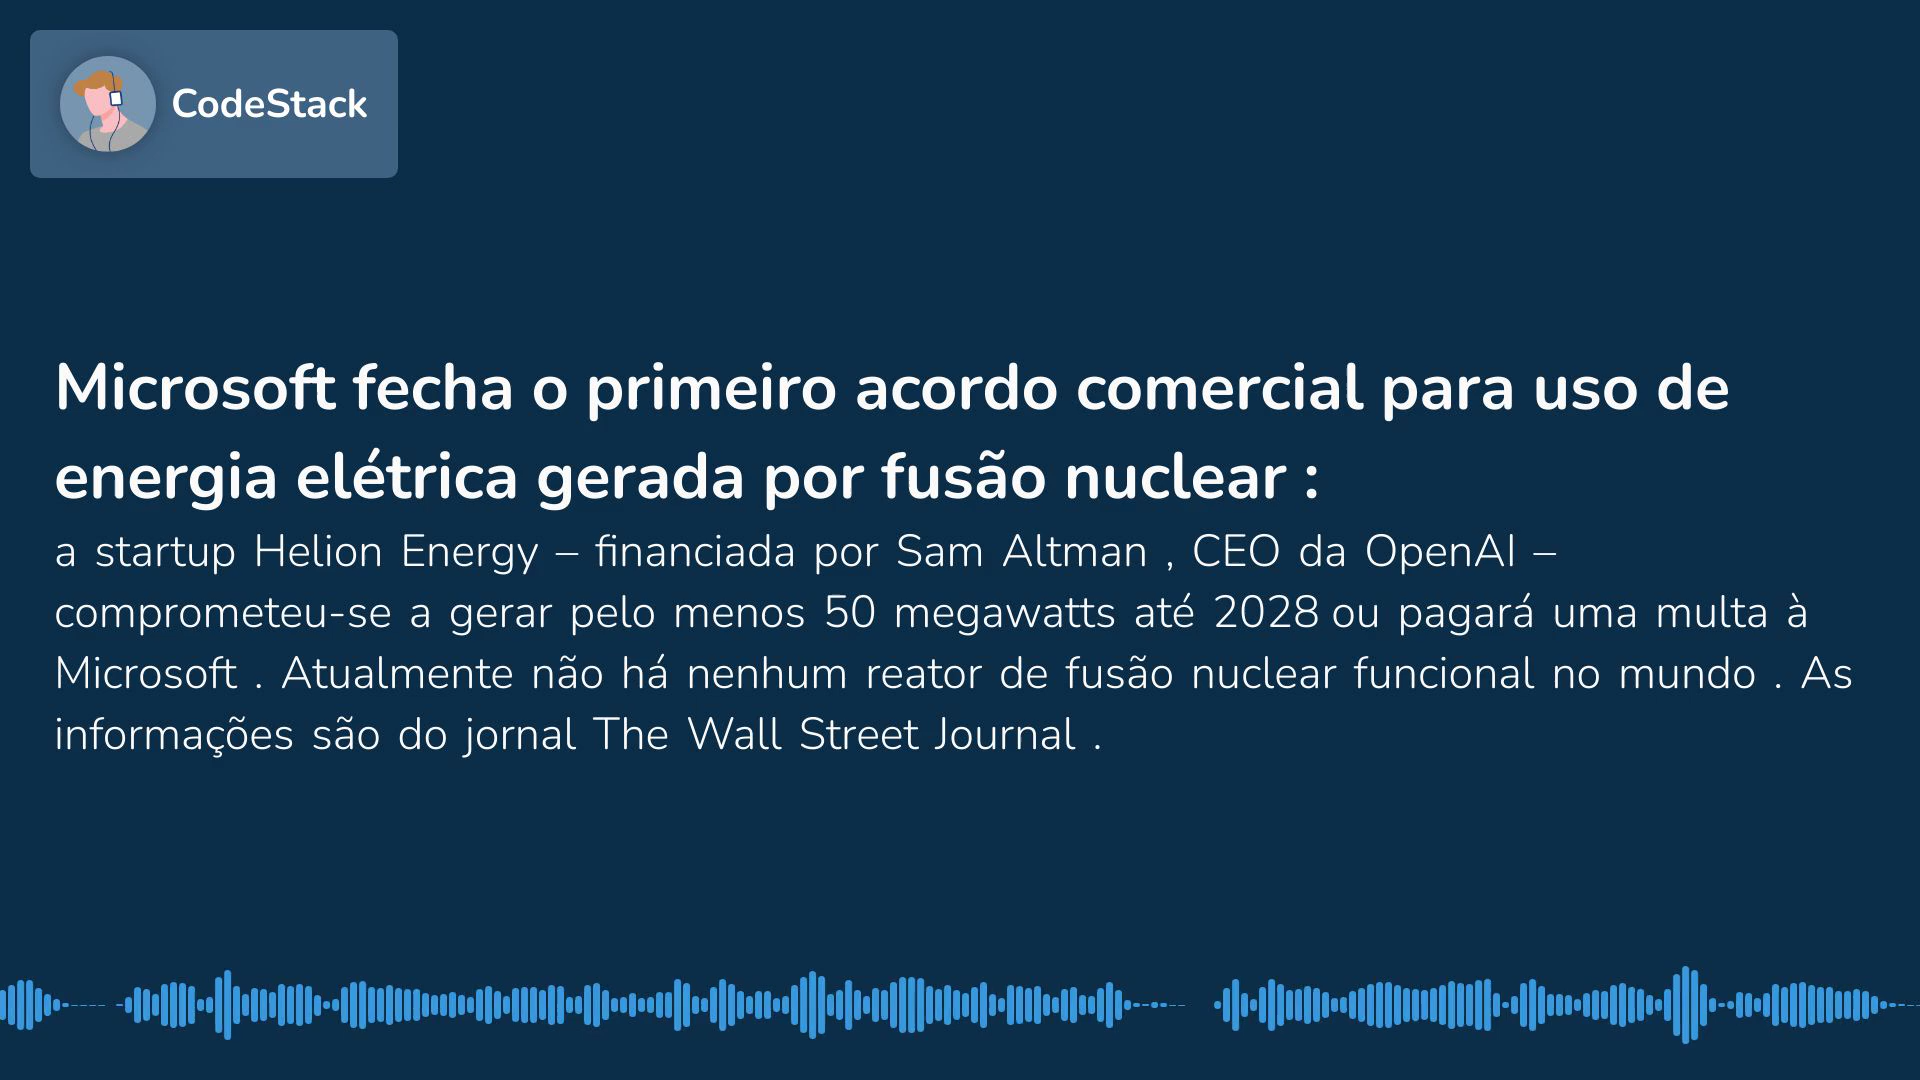 CodeStack
Microsoft fecha o primeiro acordo comercial para uso de
energia elétrica gerada por fusão nuclear :
a startup Helion Energy – financiada por Sam Altman , CEO da OpenAI –
comprometeu-se a gerar pelo menos 50 megawatts até 2028 ou pagará uma multa à
Microsoft . Atualmente não há nenhum reator de fusão nuclear funcional no mundo . As
informações são do jornal The Wall Street Journal .